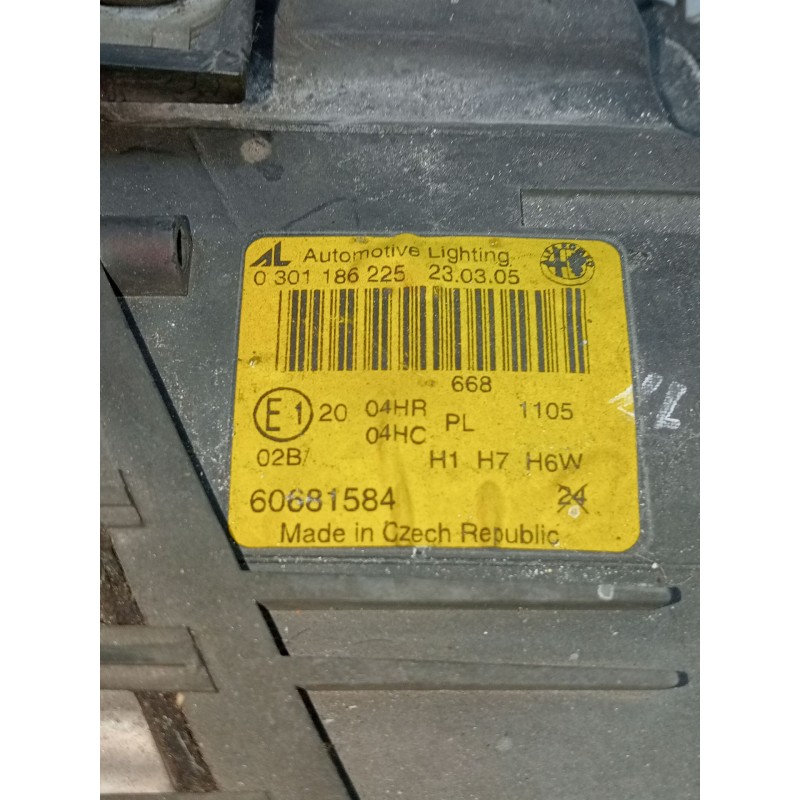 AL Automotive Lighting
0 301 186 225 23.03.05
668
E1 20 04HR PL 1105
04HC
02B/ H1 H7 H6W
60681584 24
Made in Czech Republic